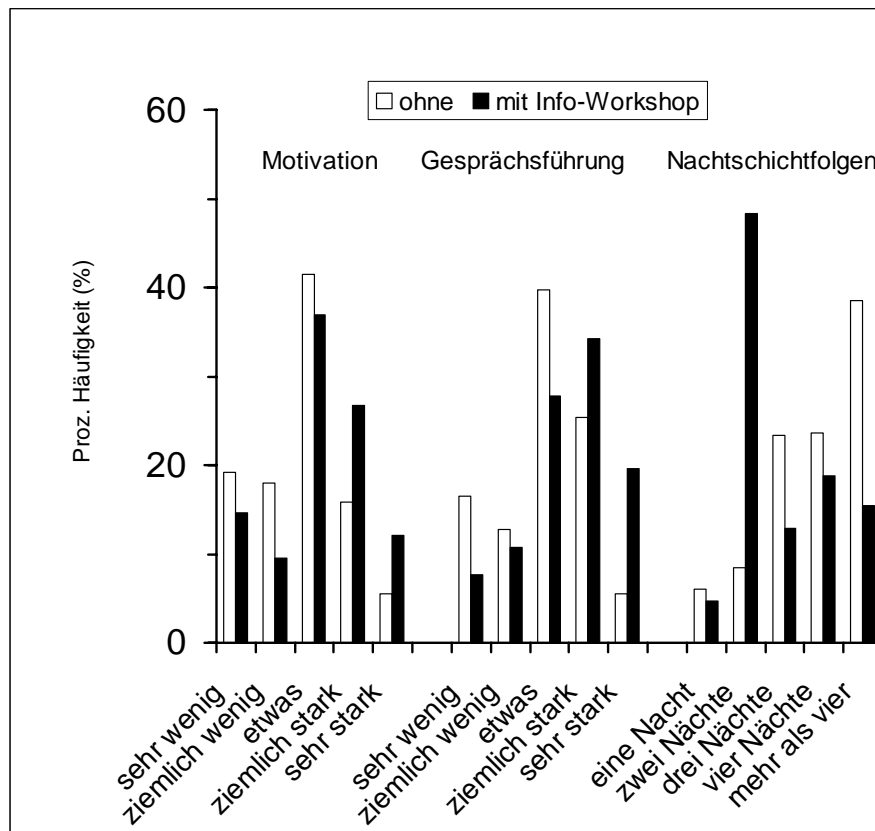 ohne mit Info-Workshop
Motivation Gesprächsführung Nachtschichtfolgen
Proz. Häufigkeit (%)
60
40
20
0
sehr wenig
ziemlich wenig
etwas
ziemlich stark
sehr stark
sehr wenig
ziemlich wenig
etwas
ziemlich stark
sehr stark
eine Nacht
zwei Nächte
drei Nächte
vier Nächte
mehr als vier